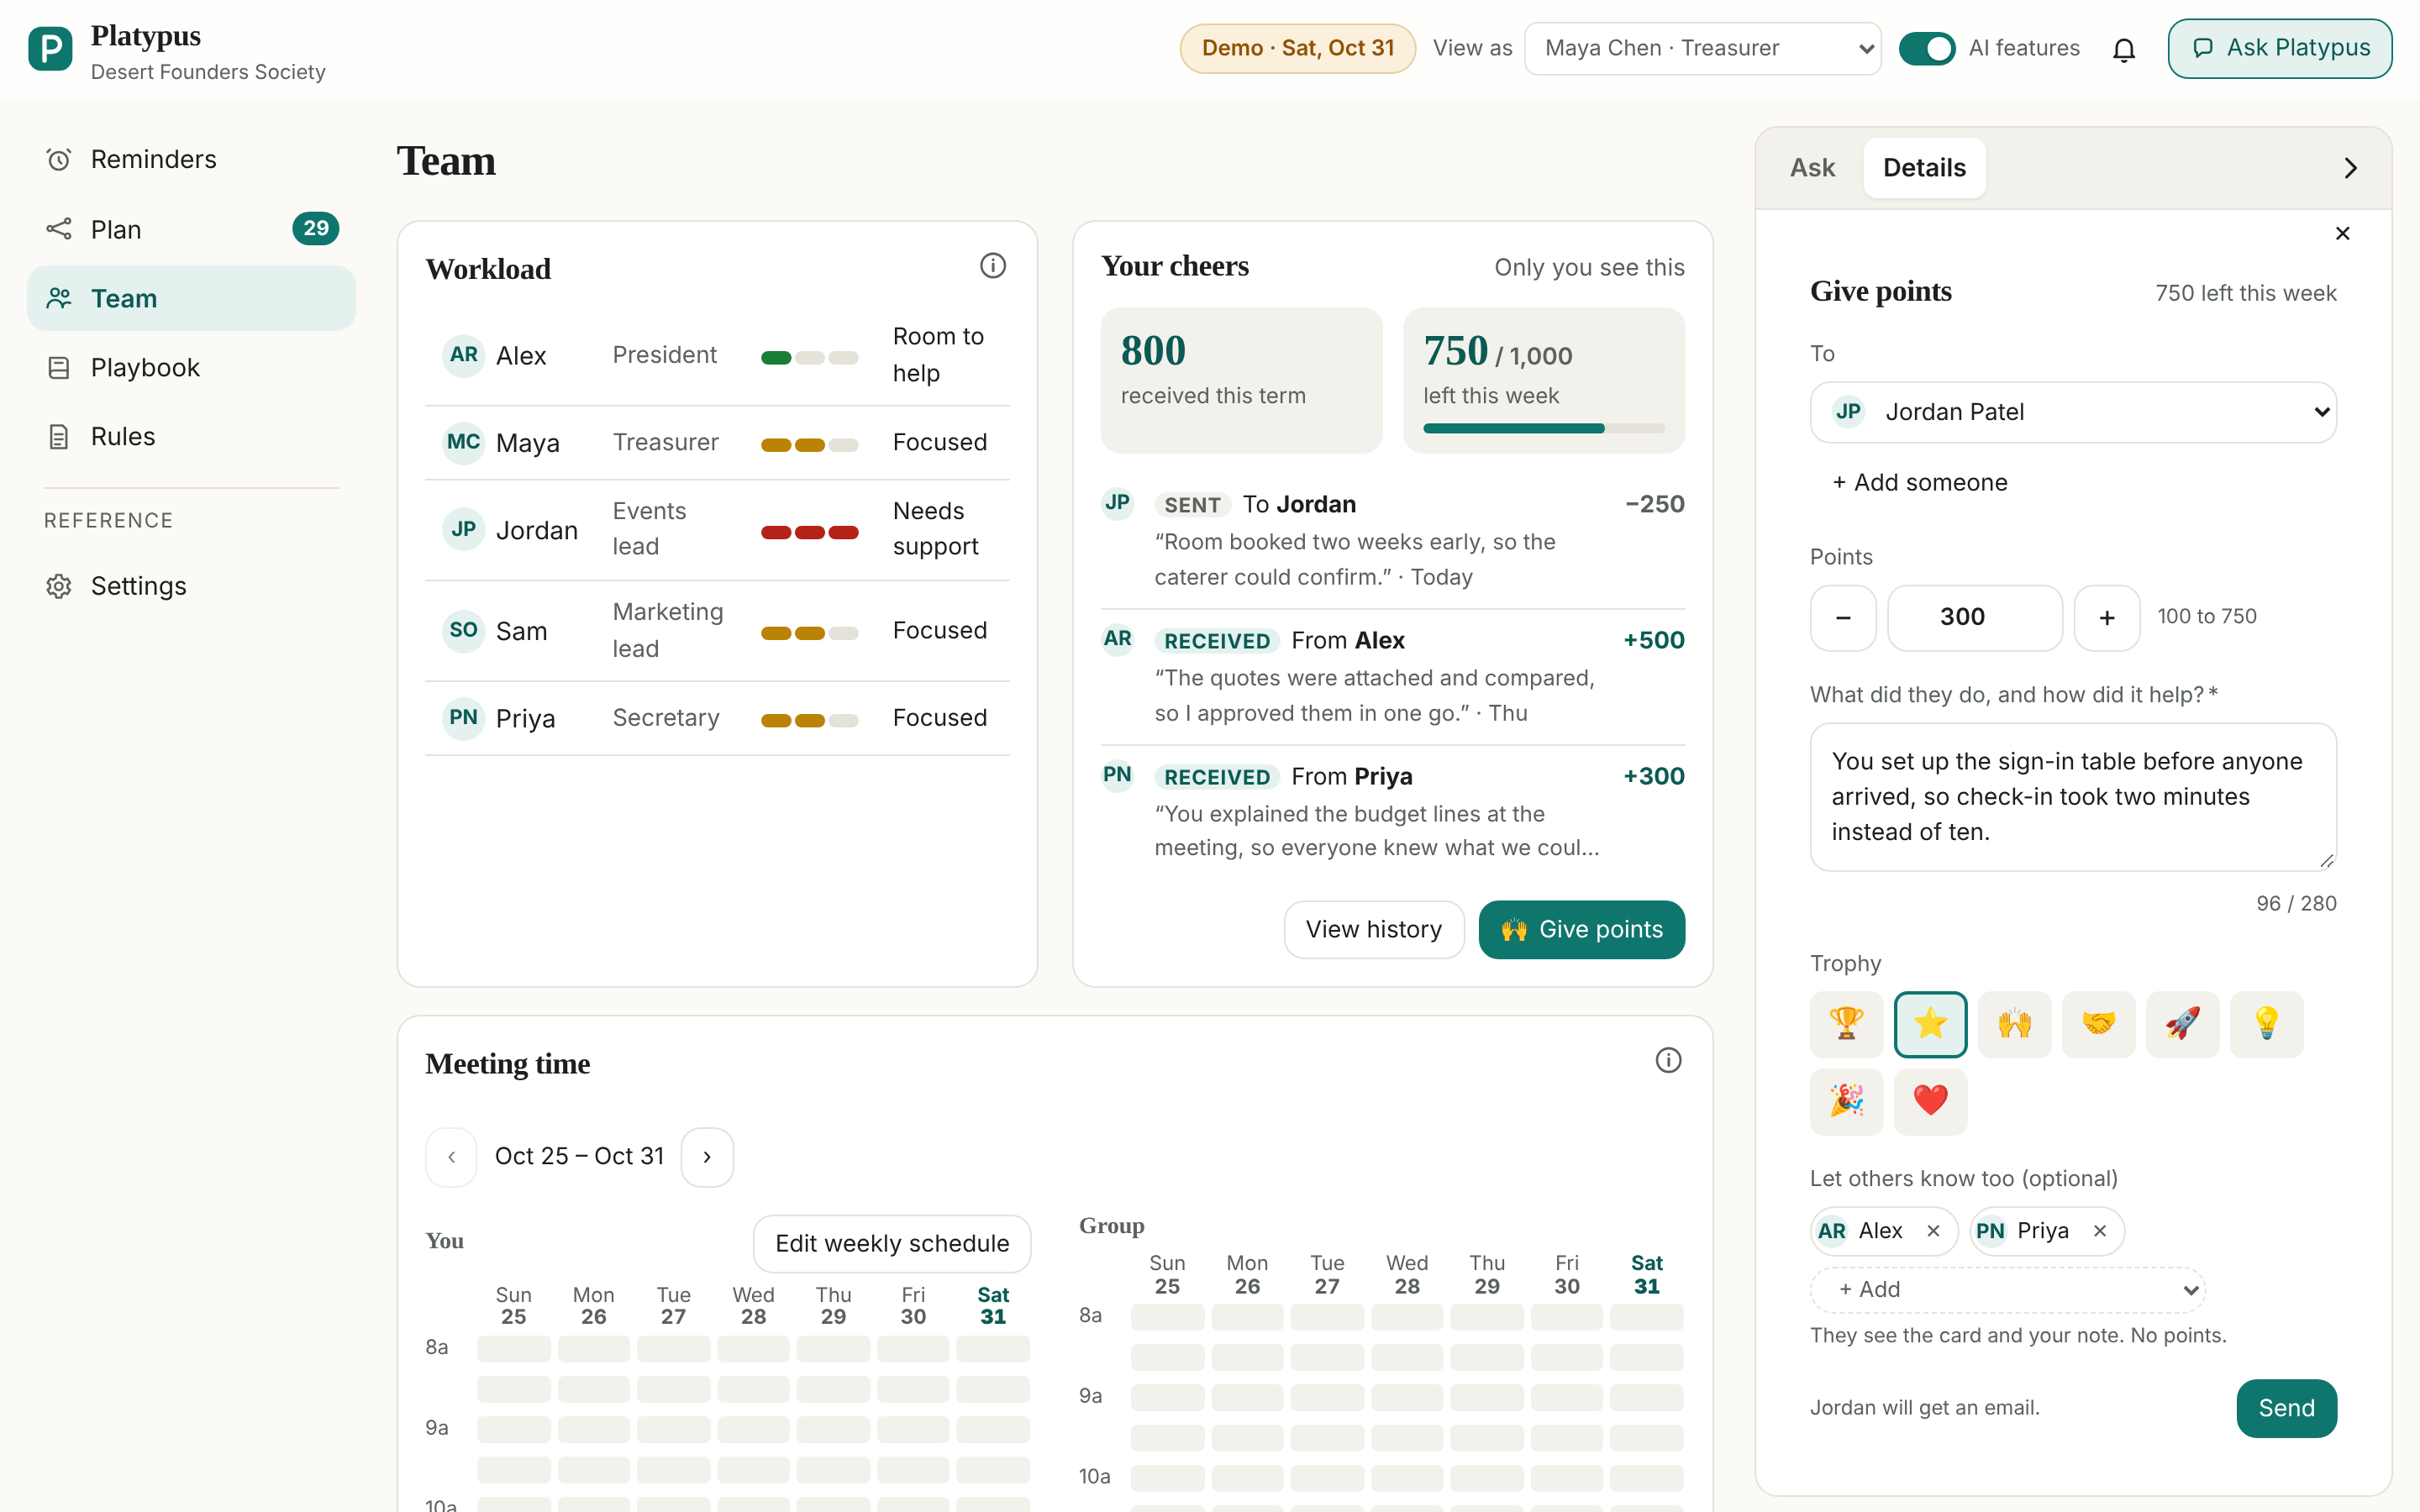 P
Platypus
Desert Founders Society
Demo · Sat, Oct 31
View as
Maya Chen · Treasurer
AI features
Ask Platypus
Reminders
Plan
29
Team
Playbook
Rules
REFERENCE
Settings
Team
Workload
AR Alex President Room to
help
MC Maya Treasurer Focused
JP Jordan Events
lead
Needs
support
SO Sam Marketing
lead
Focused
PN Priya Secretary Focused
Your cheers
Only you see this
800
received this term
750 / 1,000
left this week
JP SENT To Jordan −250
“Room booked two weeks early, so the
caterer could confirm.” · Today
AR RECEIVED From Alex +500
“The quotes were attached and compared,
so I approved them in one go.” · Thu
PN RECEIVED From Priya +300
“You explained the budget lines at the
meeting, so everyone knew what we coul...
View history
Give points
Meeting time
‹ Oct 25 – Oct 31 ›
You
Edit weekly schedule
Sun Mon Tue Wed Thu Fri Sat
25 26 27 28 29 30 31
8a
9a
10a
Group
Sun Mon Tue Wed Thu Fri Sat
25 26 27 28 29 30 31
8a
9a
10a
Ask
Details
×
Give points
750 left this week
To
JP Jordan Patel
+ Add someone
Points
− 300 + 100 to 750
What did they do, and how did it help? *
You set up the sign-in table before anyone
arrived, so check-in took two minutes
instead of ten.
96 / 280
Trophy
Let others know too (optional)
AR Alex × PN Priya ×
+ Add
They see the card and your note. No points.
Jordan will get an email.
Send